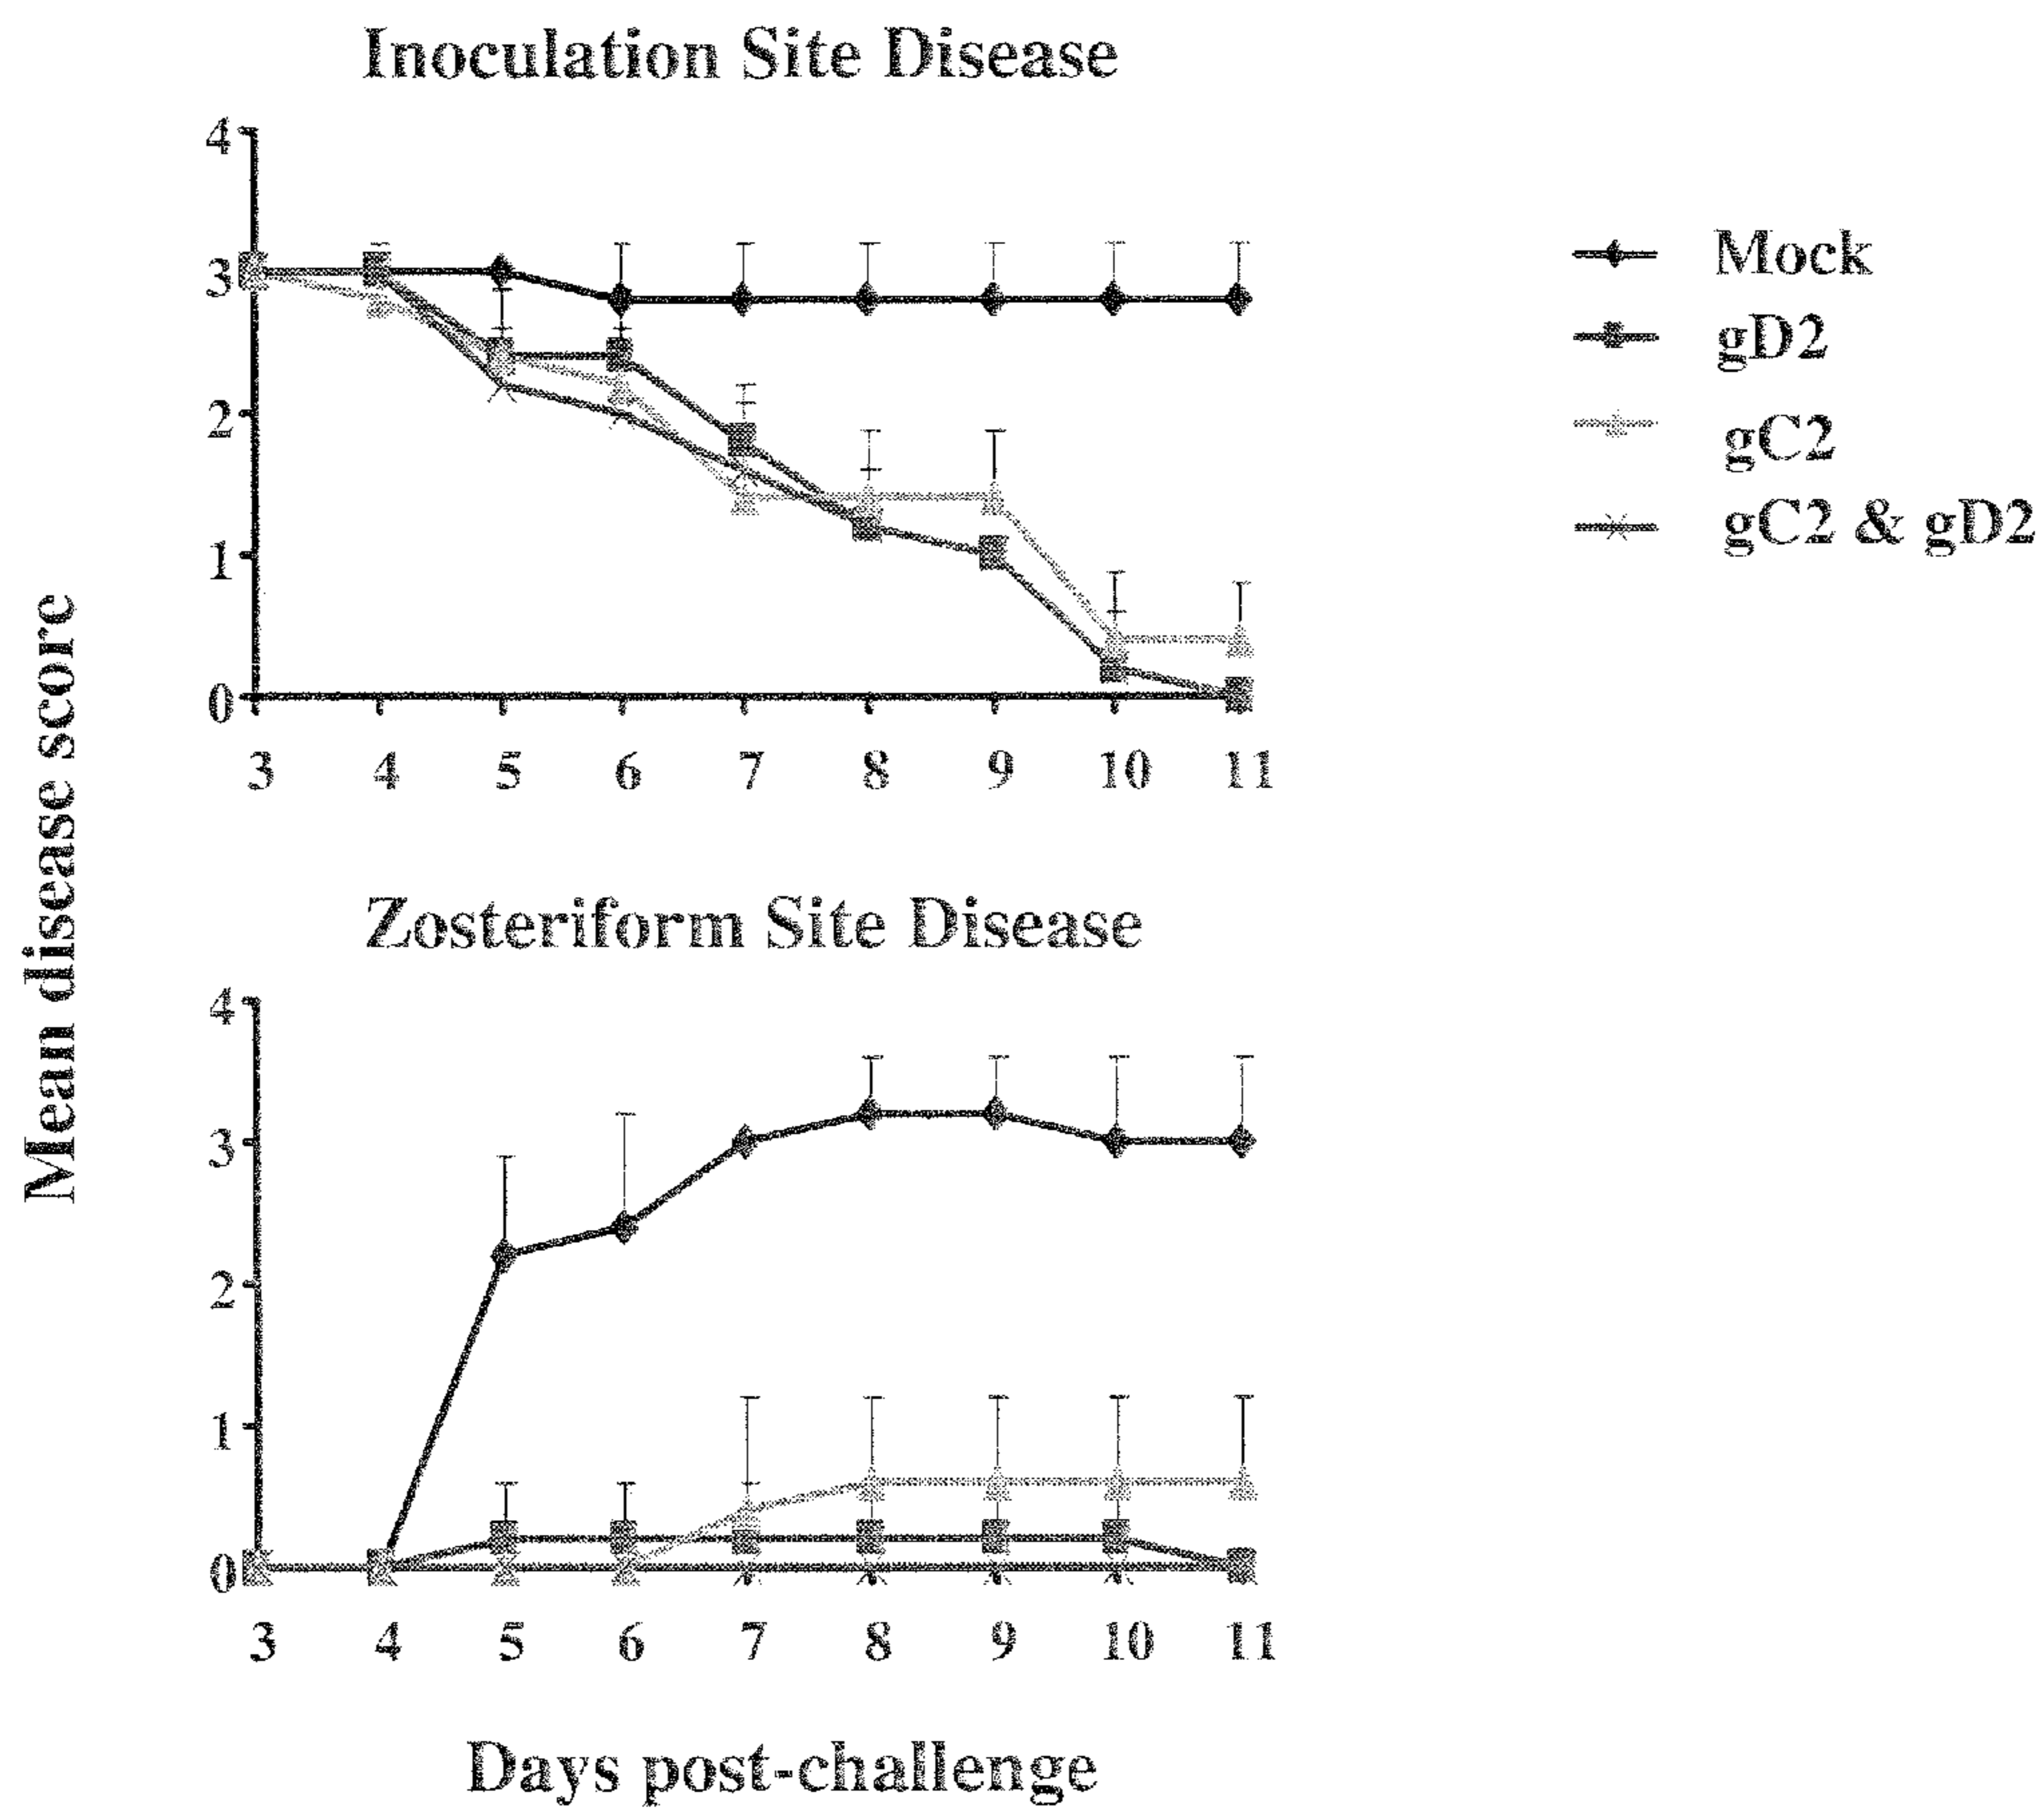 Inoculation Site Disease
4
3
2
1
0
3 4 5 6 7 8 9 10 11
Mock
gD2
gC2
gC2 & gD2
Mean disease score
Zosteriform Site Disease
4
3
2
1
0
3 4 5 6 7 8 9 10 11
Days post-challenge